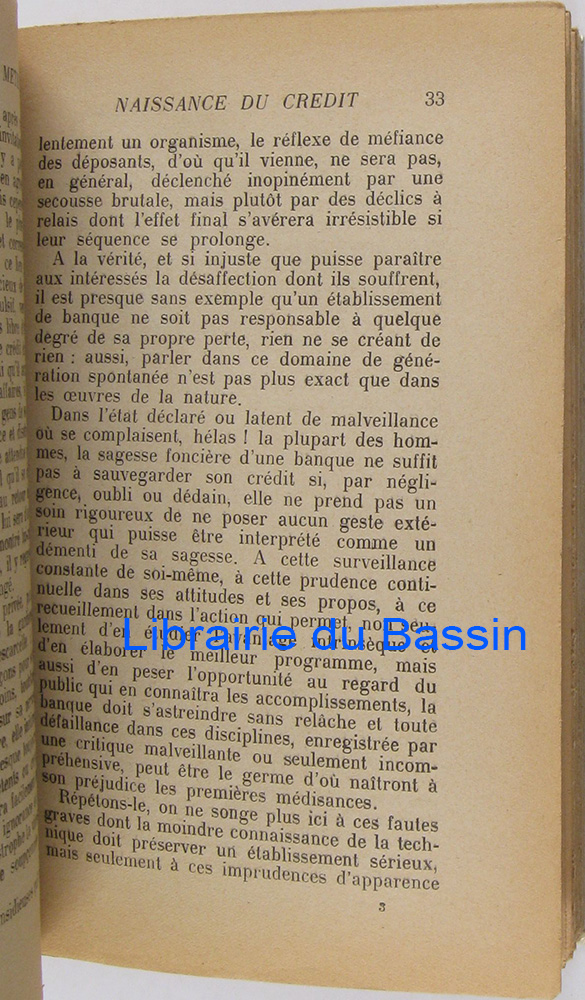 NAISSANCE DU CREDIT 33
lentement un organisme, le réflexe de méfiance
des déposants, d'où qu'il vienne, ne sera pas,
en général, déclenché inopinément par une
secousse brutale, mais plutôt par des déclics à
relais dont l'effet final s'avérera irrésistible si
leur séquence se prolonge.
A la vérité, et si injuste que puisse paraître
aux intéressés la désaffection dont ils souffrent,
il est presque sans exemple qu'un établissement
de banque ne soit pas responsable à quelque
degré de sa propre perte, rien ne se créant de
rien : aussi, parler dans ce domaine de géné-
ration spontanée n'est pas plus exact que dans
les œuvres de la nature.
Dans l'état déclaré ou latent de malveillance
où se complaisent, hélas ! la plupart des hom-
mes, la sagesse foncière d'une banque ne suffit
pas à sauvegarder son crédit si, par négli-
gence, oubli ou dédain, elle ne prend pas un
soin rigoureux de ne poser aucun geste exté-
rieur qui puisse être interprété comme un
démenti de sa sagesse. A cette surveillance
constante de soi-même, à cette prudence conti-
nuelle dans ses attitudes et ses propos, à ce
recueillement dans l'action qui permet, non seu-
lement d'en étudier l'avantage intrinsèque et
Librairie du Bassin
d'en élaborer le meilleur programme, mais
aussi d'en peser l'opportunité au regard du
public qui en connaîtra les accomplissements, la
banque doit s'astreindre sans relâche et toute
défaillance dans ces disciplines, enregistrée par
une critique malveillante ou seulement incom-
préhensive, peut être le germe d'où naîtront à
son préjudice les premières médisances.
Répétons-le, on ne songe plus ici à ces fautes
graves dont la moindre connaissance de la tech-
nique doit préserver un établissement sérieux,
mais seulement à ces imprudences d'apparence
3